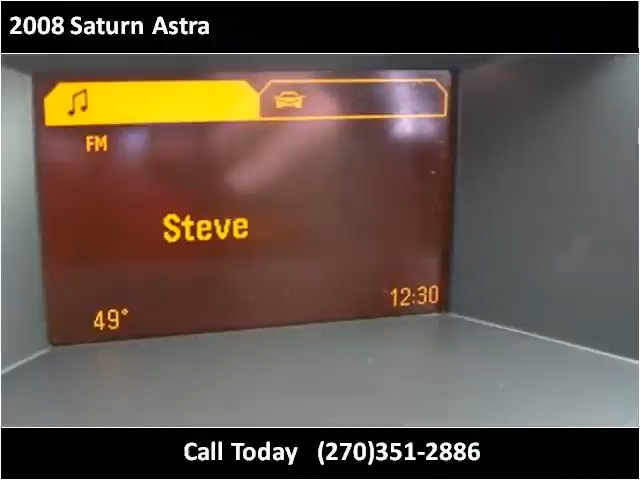 2008 Saturn Astra
FM
Steve
49°
12:30
Call Today (270)351-2886